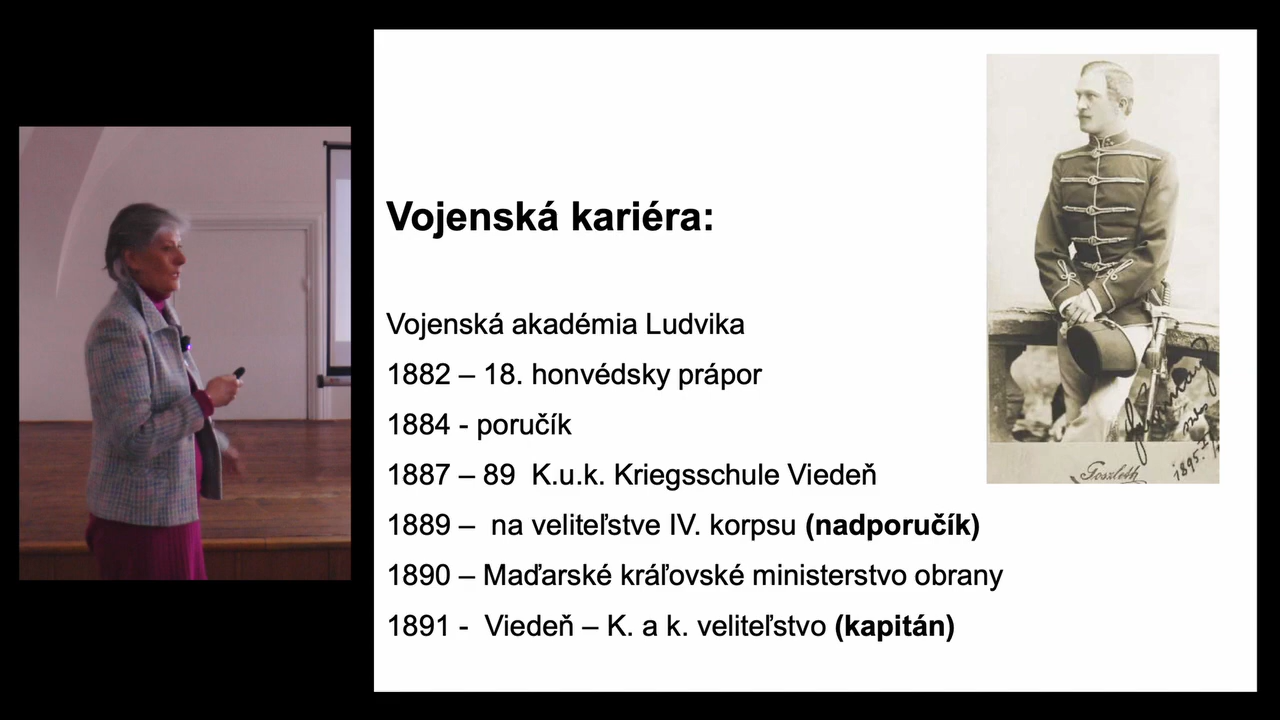 Vojenská kariéra:
Vojenská akadémia Ludvika
1882 – 18. honvédsky prápor
1884 - poručík
1887 – 89 K.u.k. Kriegsschule Viedeň
1889 – na veliteľstve IV. korpsu (nadporučík)
1890 – Maďarské kráľovské ministerstvo obrany
1891 - Viedeň – K. a k. veliteľstvo (kapitán)
Goszleth
1895.